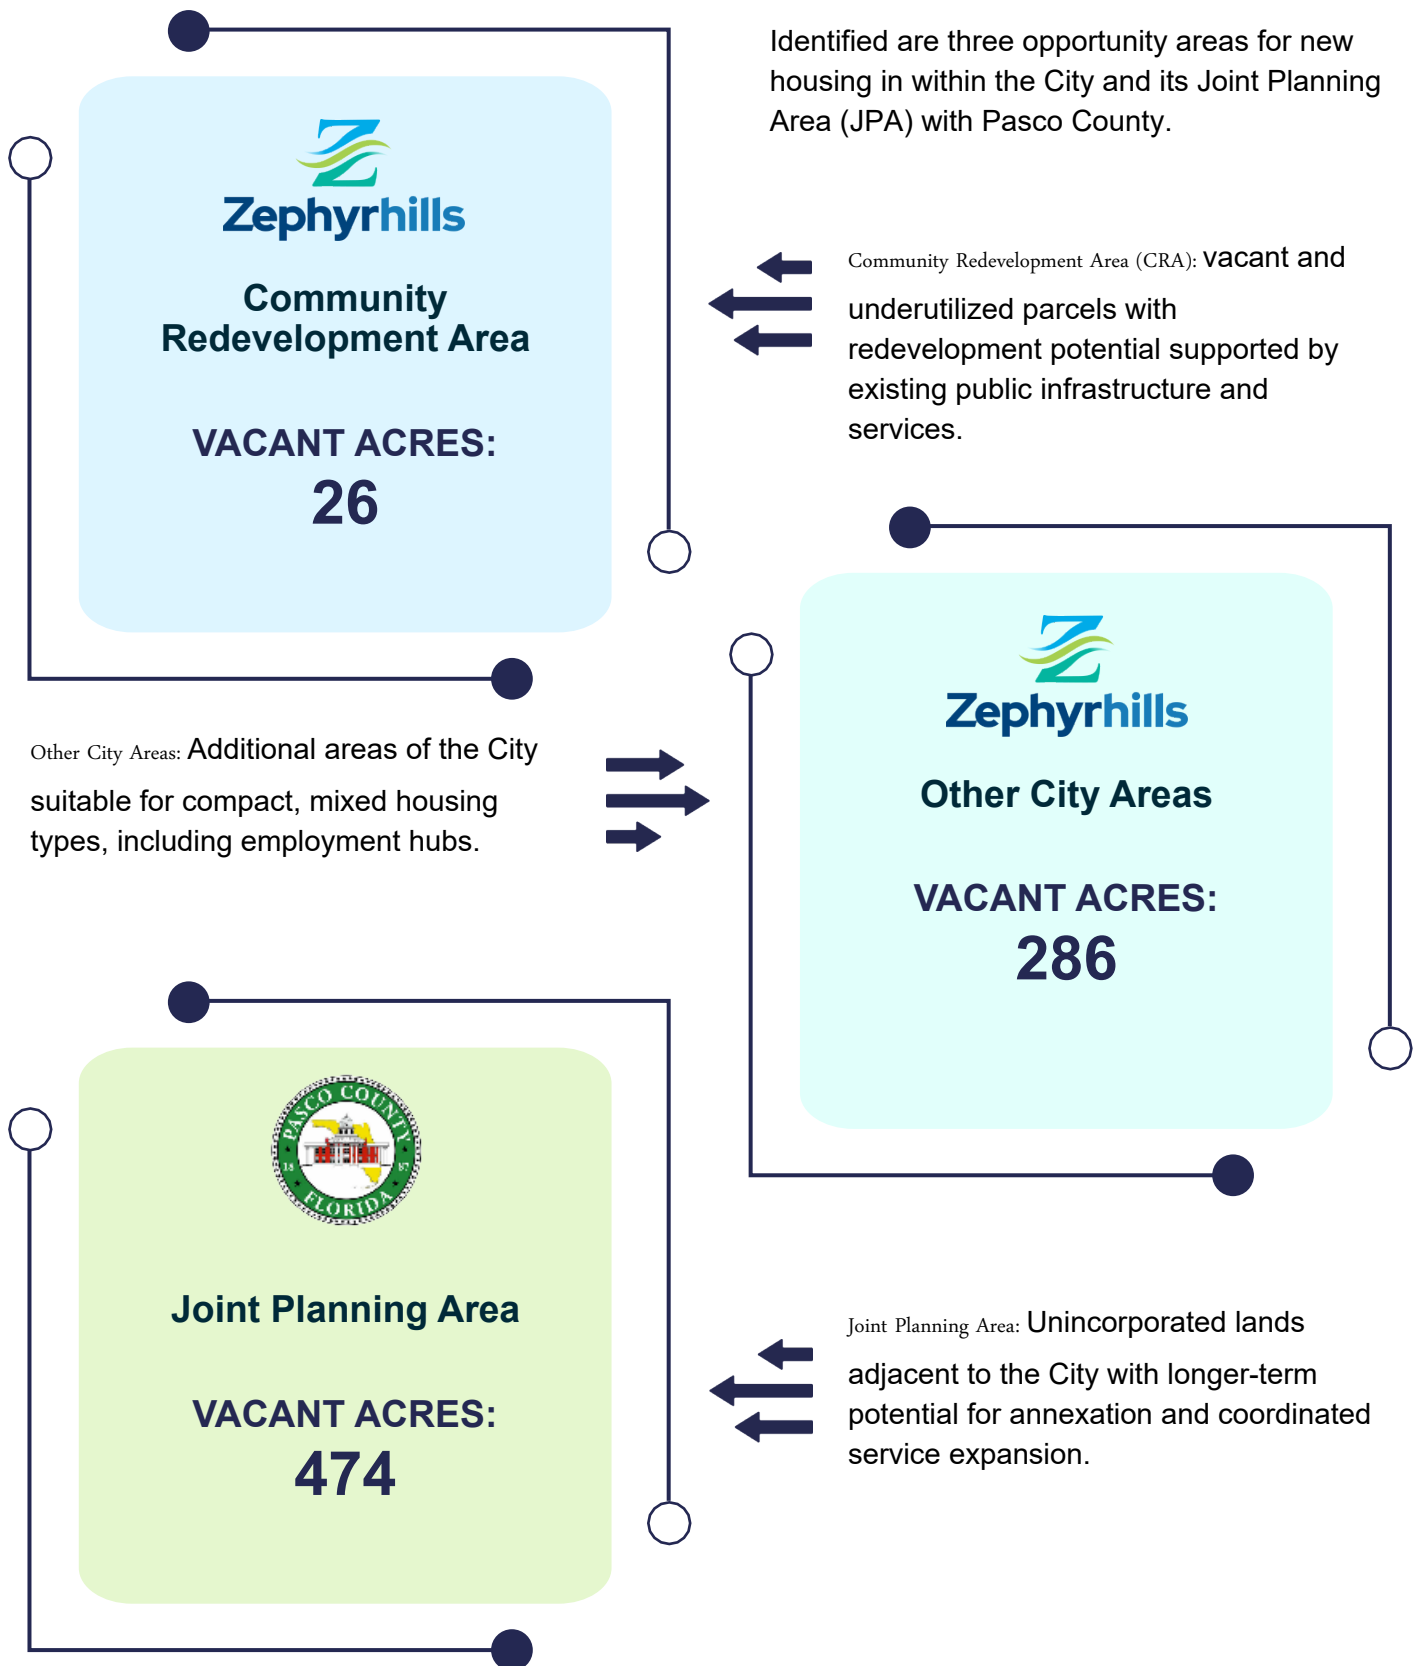 Identified are three opportunity areas for new
housing in within the City and its Joint Planning
Area (JPA) with Pasco County.
Zephyrhills
Community
Redevelopment Area
VACANT ACRES:
26
Community Redevelopment Area (CRA): vacant and
underutilized parcels with
redevelopment potential supported by
existing public infrastructure and
services.
Other City Areas: Additional areas of the City
suitable for compact, mixed housing
types, including employment hubs.
Zephyrhills
Other City Areas
VACANT ACRES:
286
PASCO COUNTY
18 87
FLORIDA
Joint Planning Area
VACANT ACRES:
474
Joint Planning Area: Unincorporated lands
adjacent to the City with longer-term
potential for annexation and coordinated
service expansion.